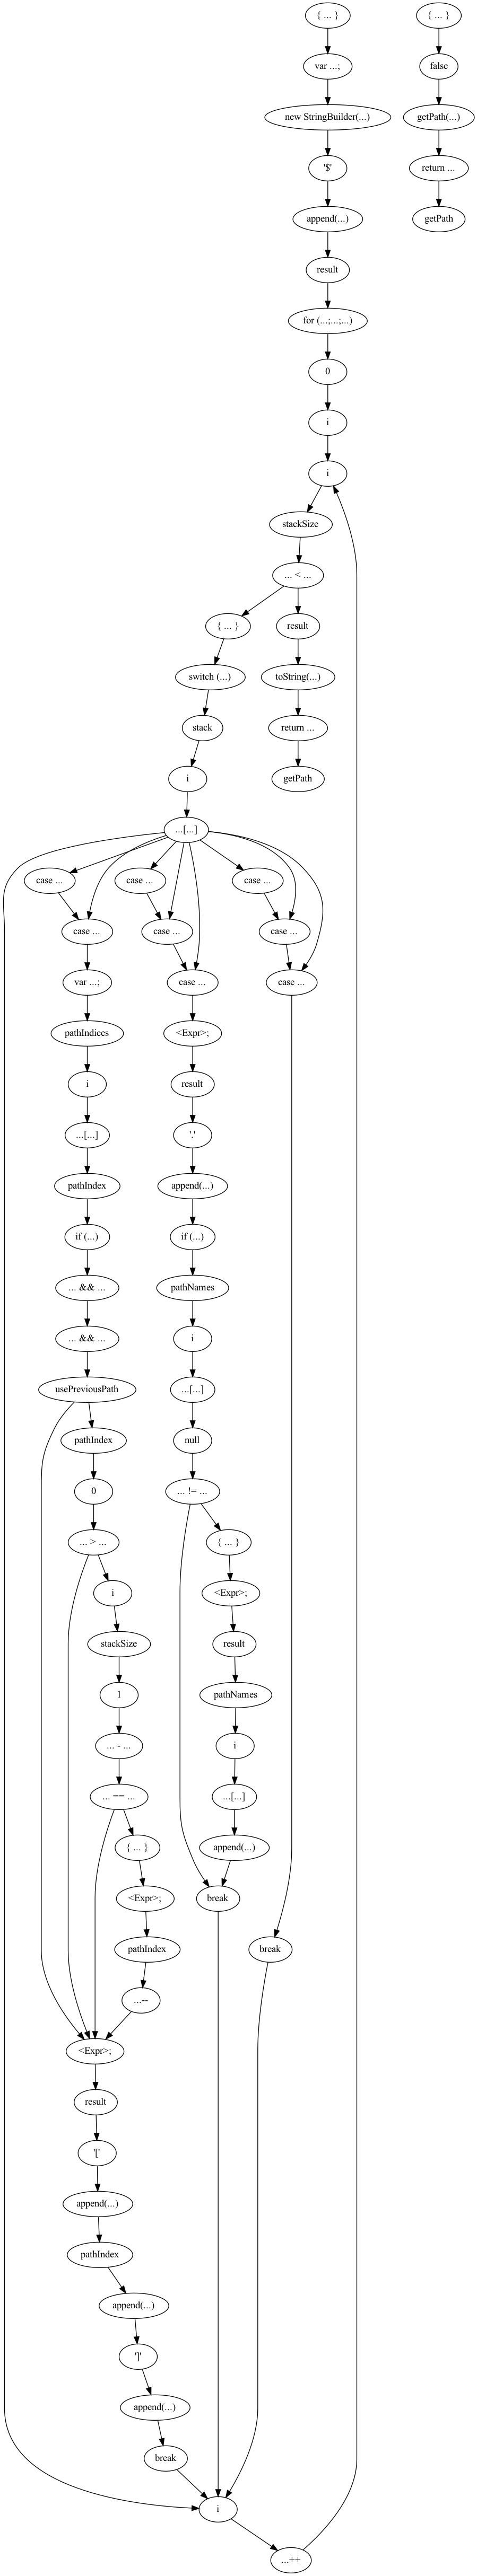 { ... }
{ ... }
var ...;
false
new StringBuilder(...)
getPath(...)
'$'
return ...
append(...)
getPath
result
for (...;...;...)
0
i
i
stackSize
... < ...
{ ... }
result
switch (...)
toString(...)
stack
return ...
i
getPath
...[...]
case ...
case ...
case ...
case ...
case ...
case ...
var ...;
case ...
case ...
pathIndices
<Expr>;
i
result
...[...]
'.'
pathIndex
append(...)
if (...)
if (...)
... && ...
pathNames
... && ...
i
usePreviousPath
...[...]
pathIndex
null
0
... != ...
... > ...
{ ... }
i
<Expr>;
stackSize
result
1
pathNames
... - ...
i
... == ...
...[...]
{ ... }
append(...)
<Expr>;
break
pathIndex
break
...--
<Expr>;
result
'['
append(...)
pathIndex
append(...)
']'
append(...)
break
i
...++